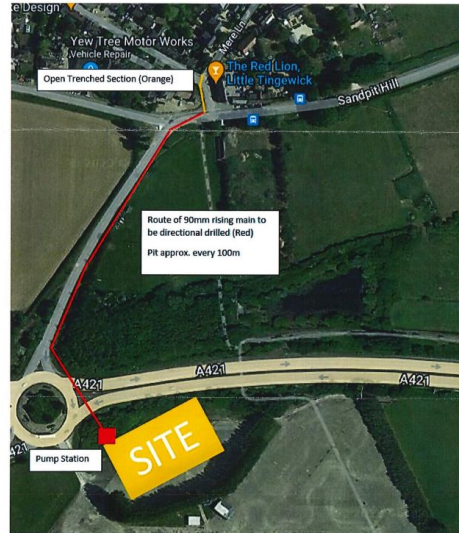 e Design
Yew Tree Motor Works
Vehicle Repair
Mere Ln
Open Trenched Section (Orange)
The Red Lion,
Little Tingewick
Sandpit Hill
Route of 90mm rising main to
be directional drilled (Red)
Pit approx. every 100m
A421
A421
A421
A421
A421
SITE
Pump Station